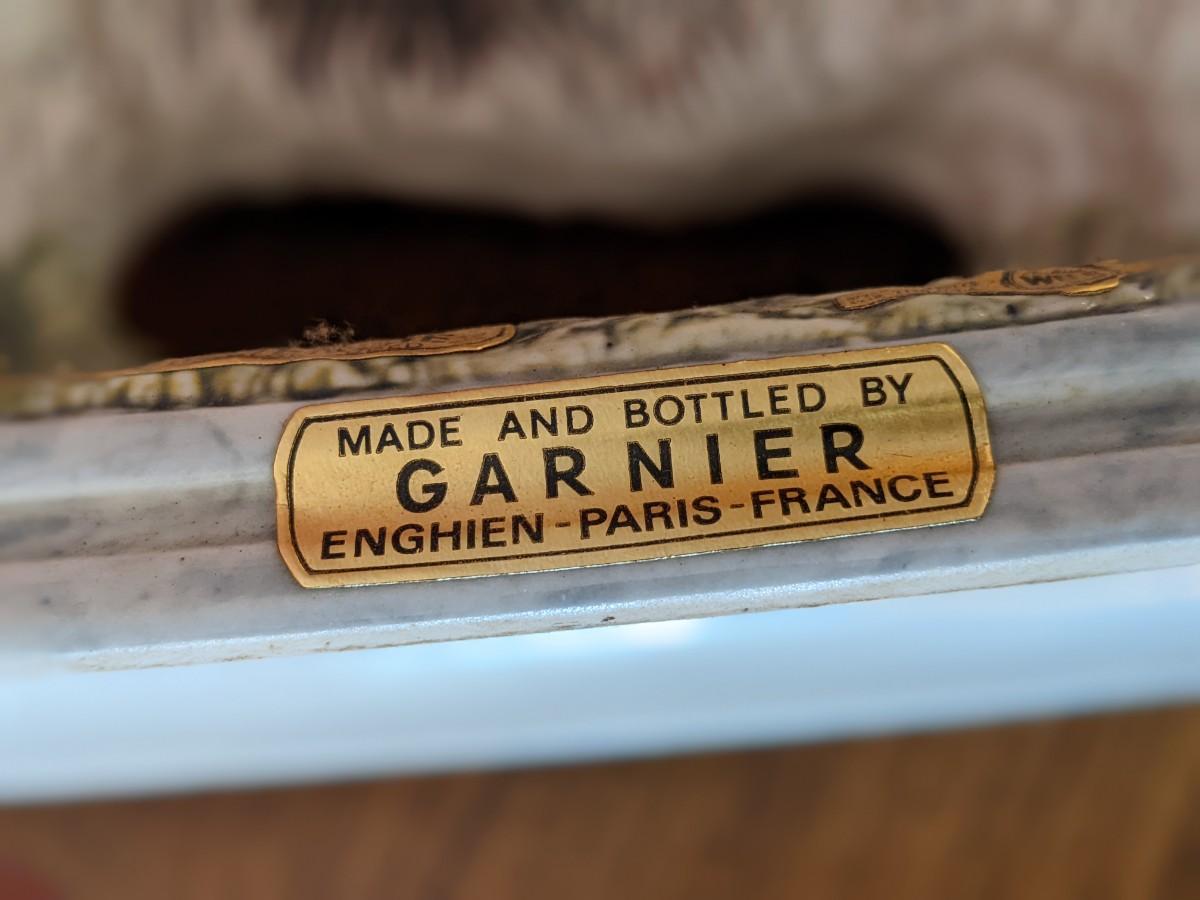 MADE AND BOTTLED BY
GARNIER
ENGHIEN-PARIS-FRANCE